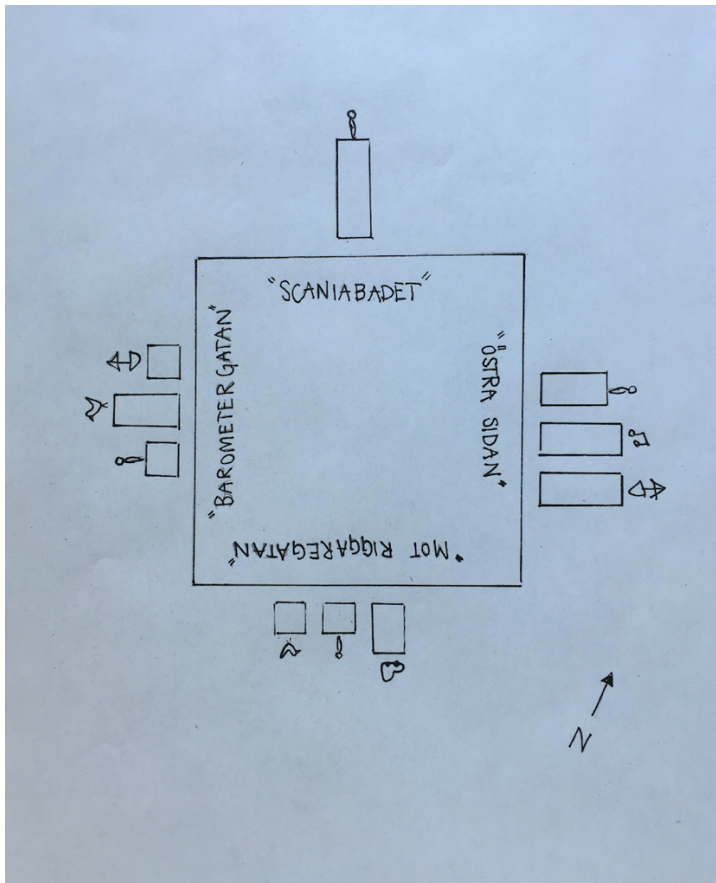 "SCANIABADET"
"BAROMETERGATAN"
"ÖSTRA SIDAN"
"MOT RIGGAREGATAN"
N